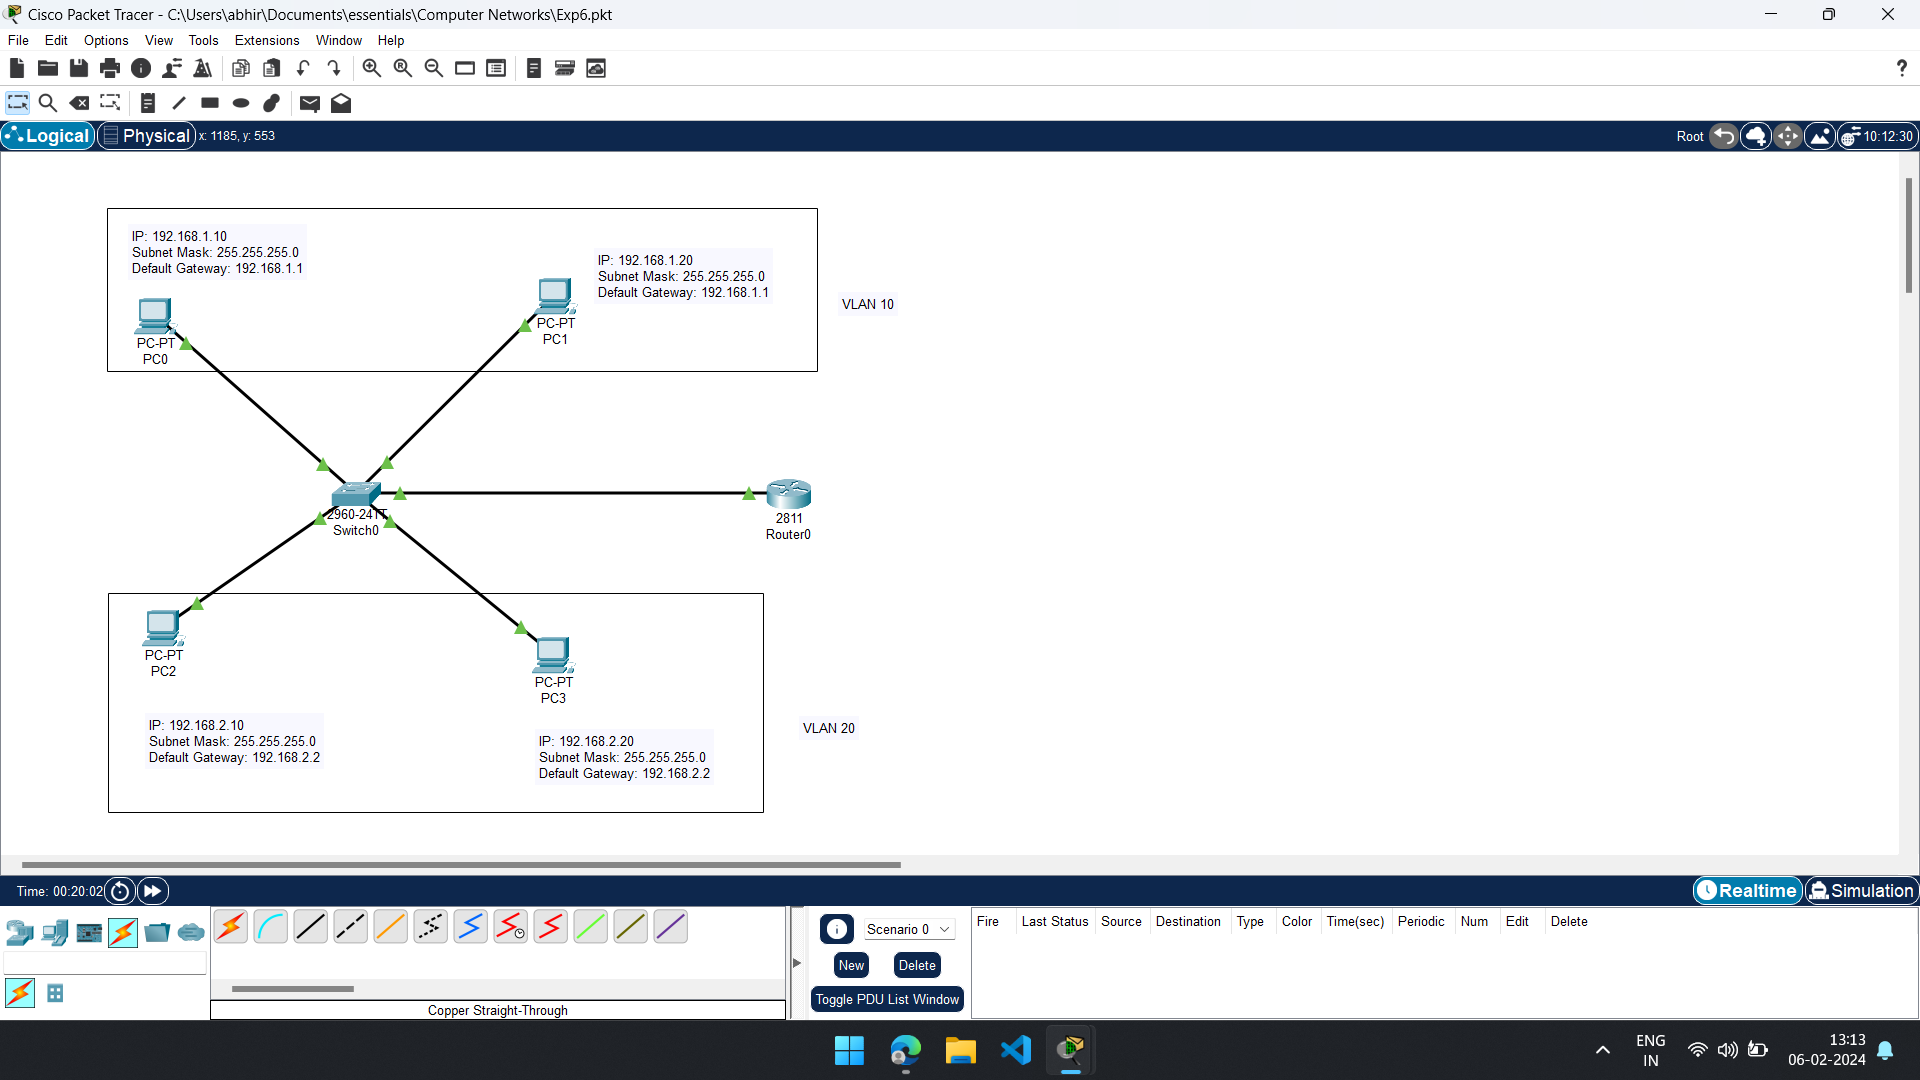 Cisco Packet Tracer - C:\Users\abhir\Documents\essentials\Computer Networks\Exp6.pkt
File Edit Options View Tools Extensions Window Help
?
Logical Physical x: 1185, y: 553 Root 10:12:30
IP: 192.168.1.10
Subnet Mask: 255.255.255.0
Default Gateway: 192.168.1.1
IP: 192.168.1.20
Subnet Mask: 255.255.255.0
Default Gateway: 192.168.1.1
VLAN 10
PC-PT
PC0
PC-PT
PC1
2960-24TT
Switch0
2811
Router0
PC-PT
PC2
PC-PT
PC3
IP: 192.168.2.10
Subnet Mask: 255.255.255.0
Default Gateway: 192.168.2.2
IP: 192.168.2.20
Subnet Mask: 255.255.255.0
Default Gateway: 192.168.2.2
VLAN 20
Time: 00:20:02 Realtime Simulation
Scenario 0
New Delete
Toggle PDU List Window
Fire Last Status Source Destination Type Color Time(sec) Periodic Num Edit Delete
Copper Straight-Through
ENG
IN
13:13
06-02-2024